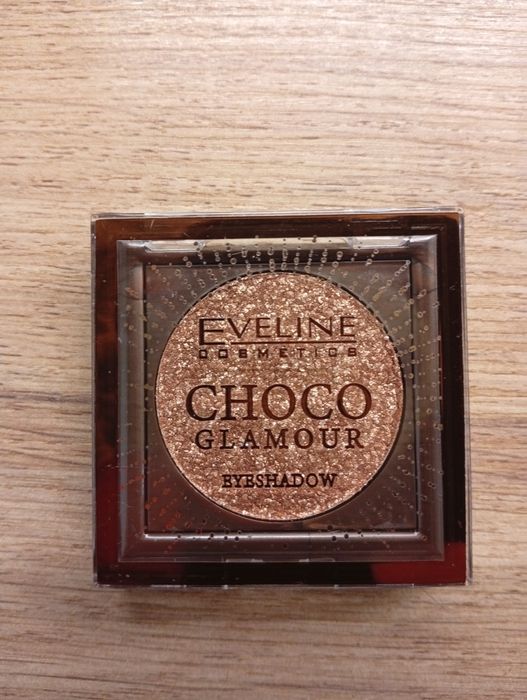 EVELINE
COSMETICS
CHOCO
GLAMOUR
EYESHADOW